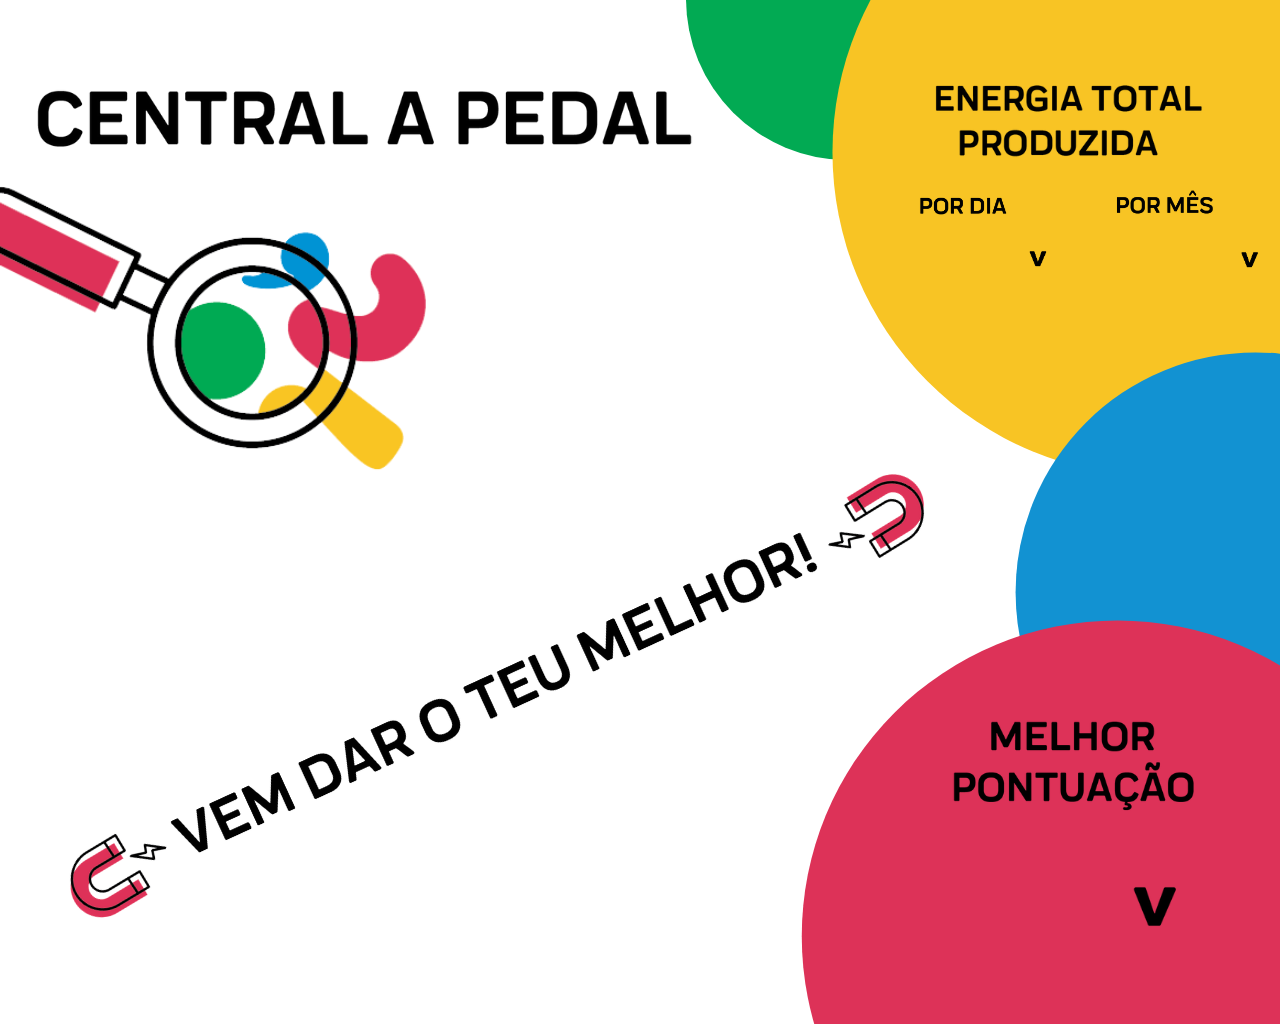 CENTRAL A PEDAL
ENERGIA TOTAL
PRODUZIDA
POR DIA
POR MÊS
V
V
VEM DAR O TEU MELHOR!
MELHOR
PONTUAÇÃO
V